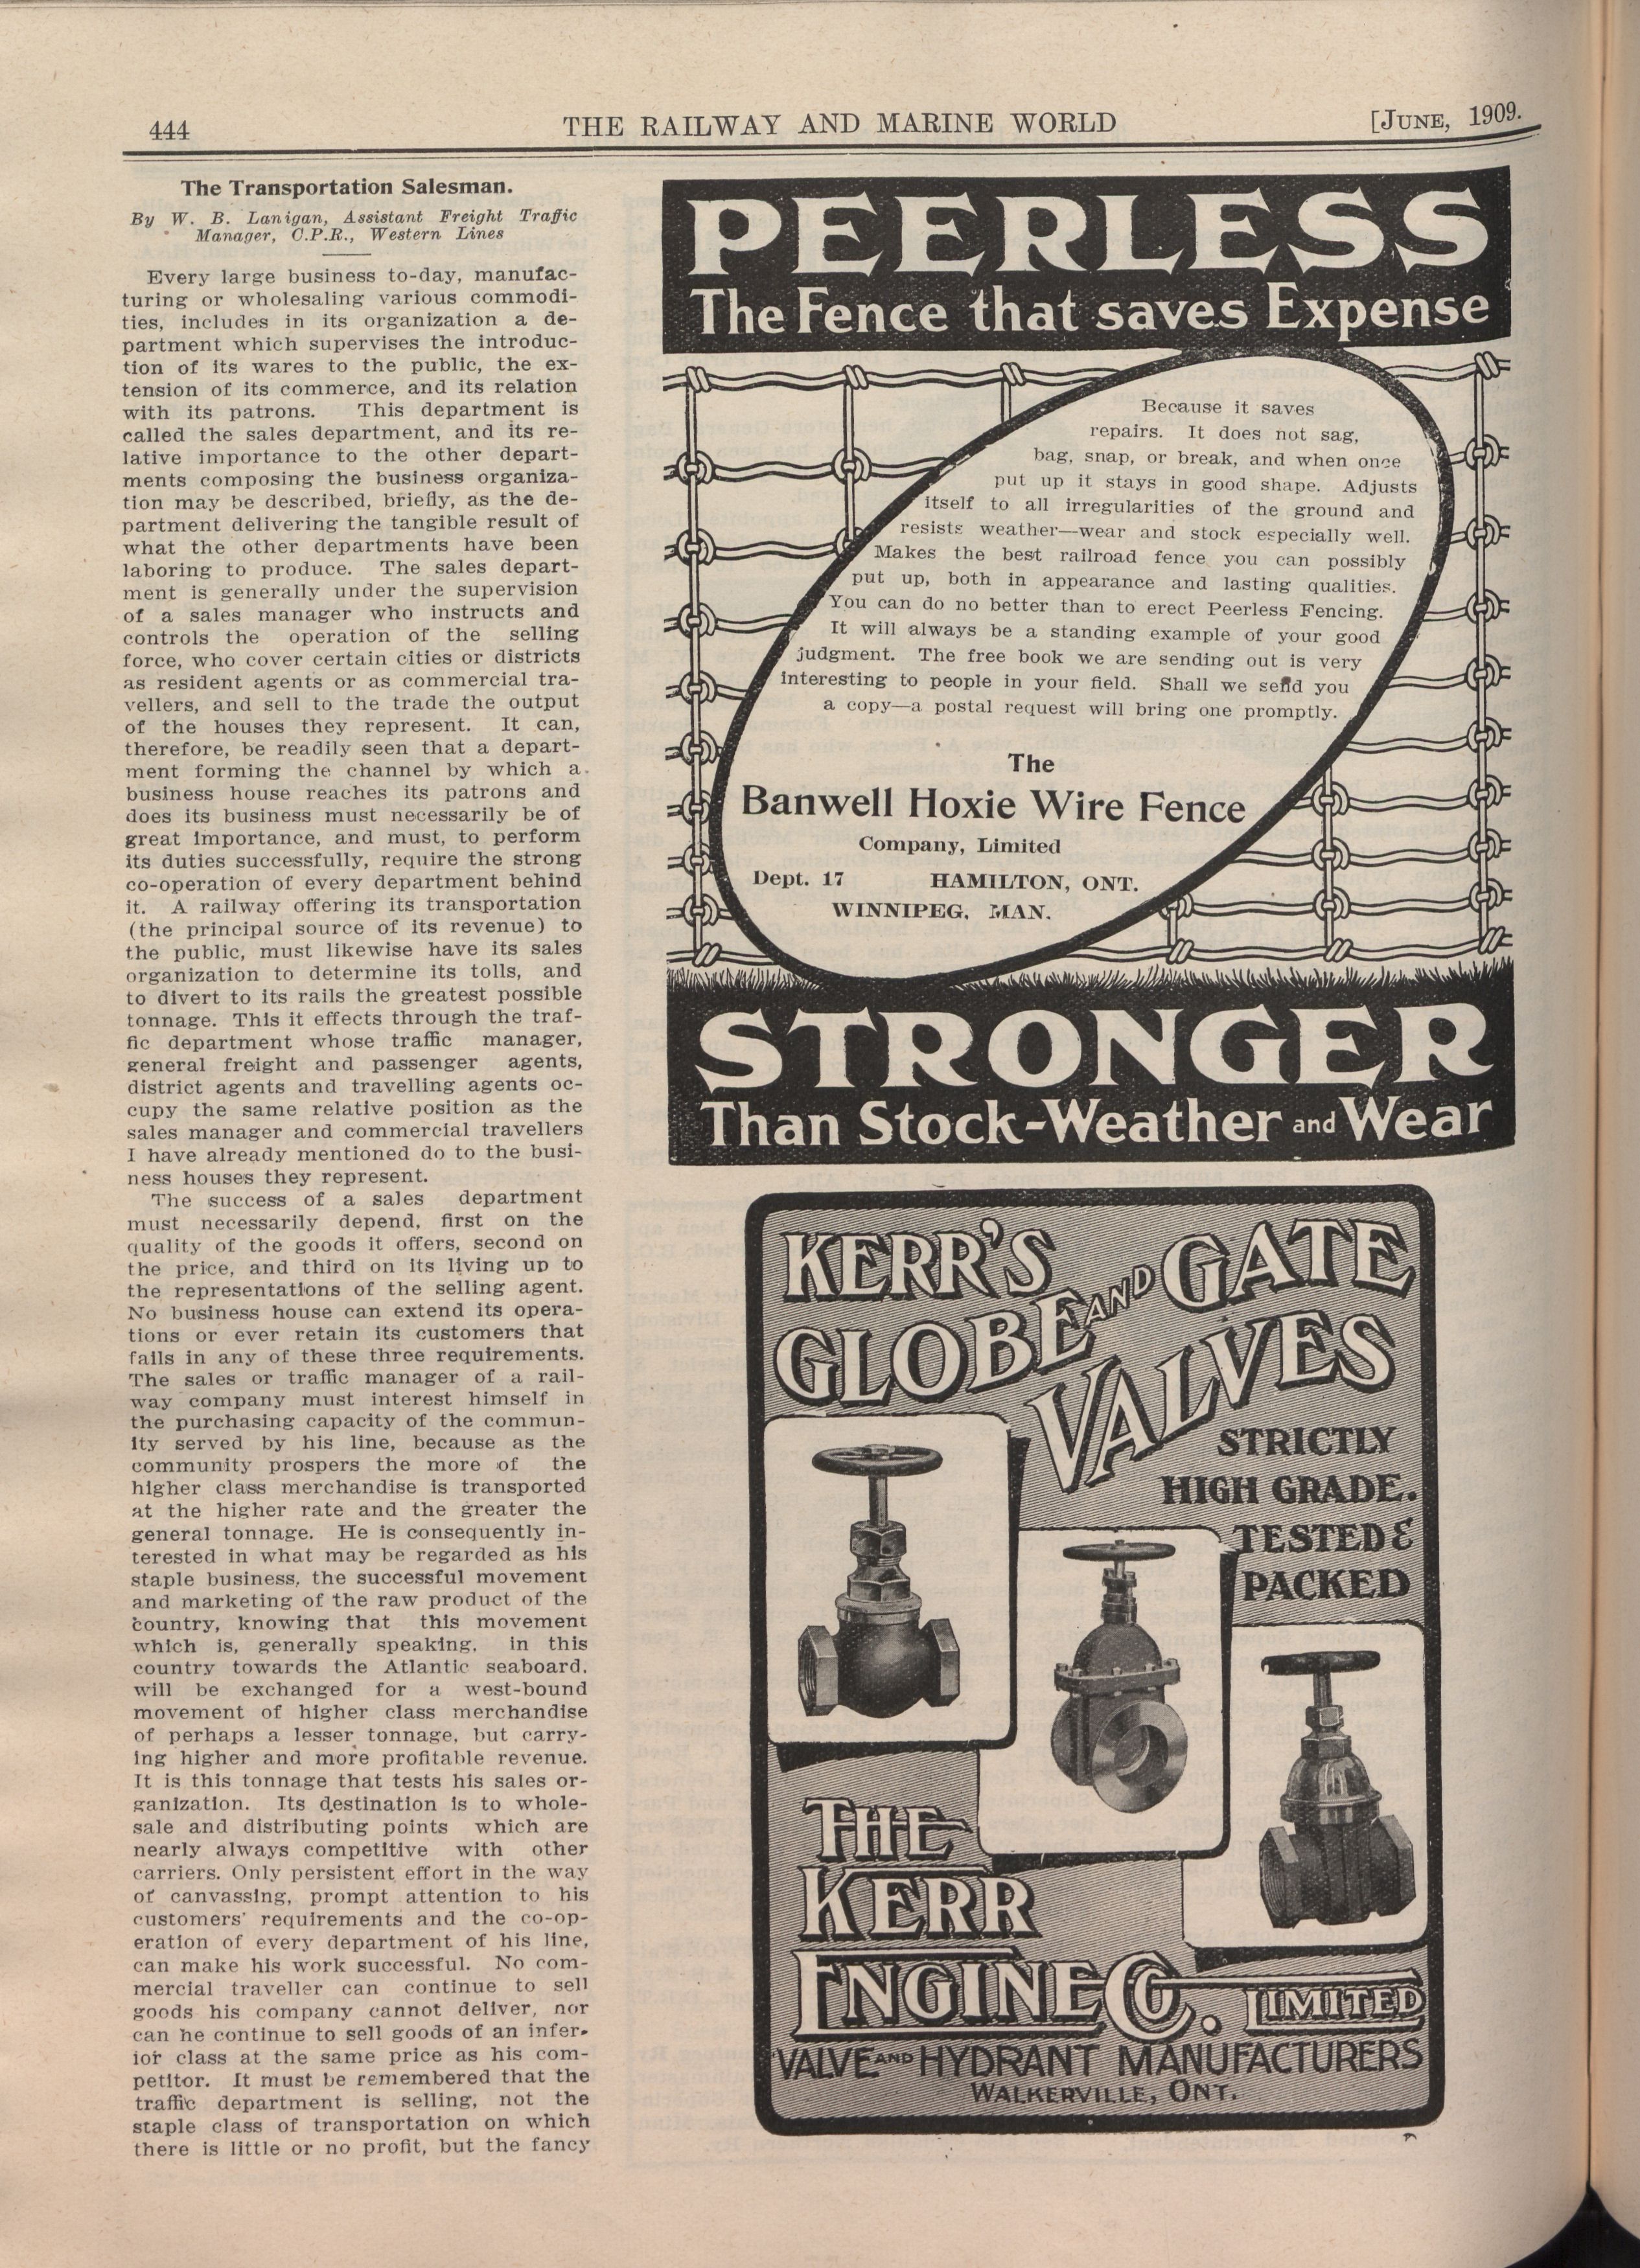 444
THE RAILWAY AND MARINE WORLD
[JUNE, 1909.
The Transportation Salesman.
By W. B. Lanigan, Assistant Freight Traffic
Manager, C.P.R., Western Lines
Every large business to-day, manufac-
turing or wholesaling various commodi-
ties, includes in its organization a de-
partment which supervises the introduc-
tion of its wares to the public, the ex-
tension of its commerce, and its relation
with its patrons. This department is
called the sales department, and its re-
lative importance to the other depart-
ments composing the business organiza-
tion may be described, briefly, as the de-
partment delivering the tangible result of
what the other departments have been
laboring to produce. The sales depart-
ment is generally under the supervision
of a sales manager who instructs and
controls the operation of the selling
force, who cover certain cities or districts
as resident agents or as commercial tra-
vellers, and sell to the trade the output
of the houses they represent. It can,
therefore, be readily seen that a depart-
ment forming the channel by which a
business house reaches its patrons and
does its business must necessarily be of
great importance, and must, to perform
its duties successfully, require the strong
co-operation of every department behind
it. A railway offering its transportation
(the principal source of its revenue) to
the public, must likewise have its sales
organization to determine its tolls, and
to divert to its rails the greatest possible
tonnage. This it effects through the traf-
fic department whose traffic manager,
general freight and passenger agents,
district agents and travelling agents oc-
cupy the same relative position as the
sales manager and commercial travellers
I have already mentioned do to the busi-
ness houses they represent.
The success of a sales department
must necessarily depend, first on the
quality of the goods it offers, second on
the price, and third on its living up to
the representations of the selling agent.
No business house can extend its opera-
tions or ever retain its customers that
fails in any of these three requirements.
The sales or traffic manager of a rail-
way company must interest himself in
the purchasing capacity of the commun-
ity served by his line, because as the
community prospers the more of the
higher class merchandise is transported
at the higher rate and the greater the
general tonnage. He is consequently in-
terested in what may be regarded as his
staple business, the successful movement
and marketing of the raw product of the
country, knowing that this movement
which is, generally speaking, in this
country towards the Atlantic seaboard,
will be exchanged for a west-bound
movement of higher class merchandise
of perhaps a lesser tonnage, but carry-
ing higher and more profitable revenue.
It is this tonnage that tests his sales or-
ganization. Its destination is to whole-
sale and distributing points which are
nearly always competitive with other
carriers. Only persistent effort in the way
of canvassing, prompt attention to his
customers' requirements and the co-op-
eration of every department of his line,
can make his work successful. No com-
mercial traveller can continue to sell
goods his company cannot deliver, nor
can he continue to sell goods of an infer-
ior class at the same price as his com-
petitor. It must be remembered that the
traffic department is selling, not the
staple class of transportation on which
there is little or no profit, but the fancy
PEERLESS
The Fence that saves Expense
Because it saves
repairs. It does not sag,
bag, snap, or break, and when once
put up it stays in good shape. Adjusts
itself to all irregularities of the ground and
resists weather—wear and stock especially well.
Makes the best railroad fence you can possibly
put up, both in appearance and lasting qualities.
You can do no better than to erect Peerless Fencing.
It will always be a standing example of your good
judgment. The free book we are sending out is very
interesting to people in your field. Shall we send you
a copy—a postal request will bring one promptly.
The
Banwell Hoxie Wire Fence
Company, Limited
Dept. 17 HAMILTON, ONT.
WINNIPEG, MAN.
STRONGER
Than Stock-Weather and Wear
KERR'S
GLOBE AND GATE
VALVES
STRICTLY
HIGH GRADE.
TESTED &
PACKED
THE
KERR
ENGINE CO. LIMITED
VALVE AND HYDRANT MANUFACTURERS
WALKERVILLE, ONT.